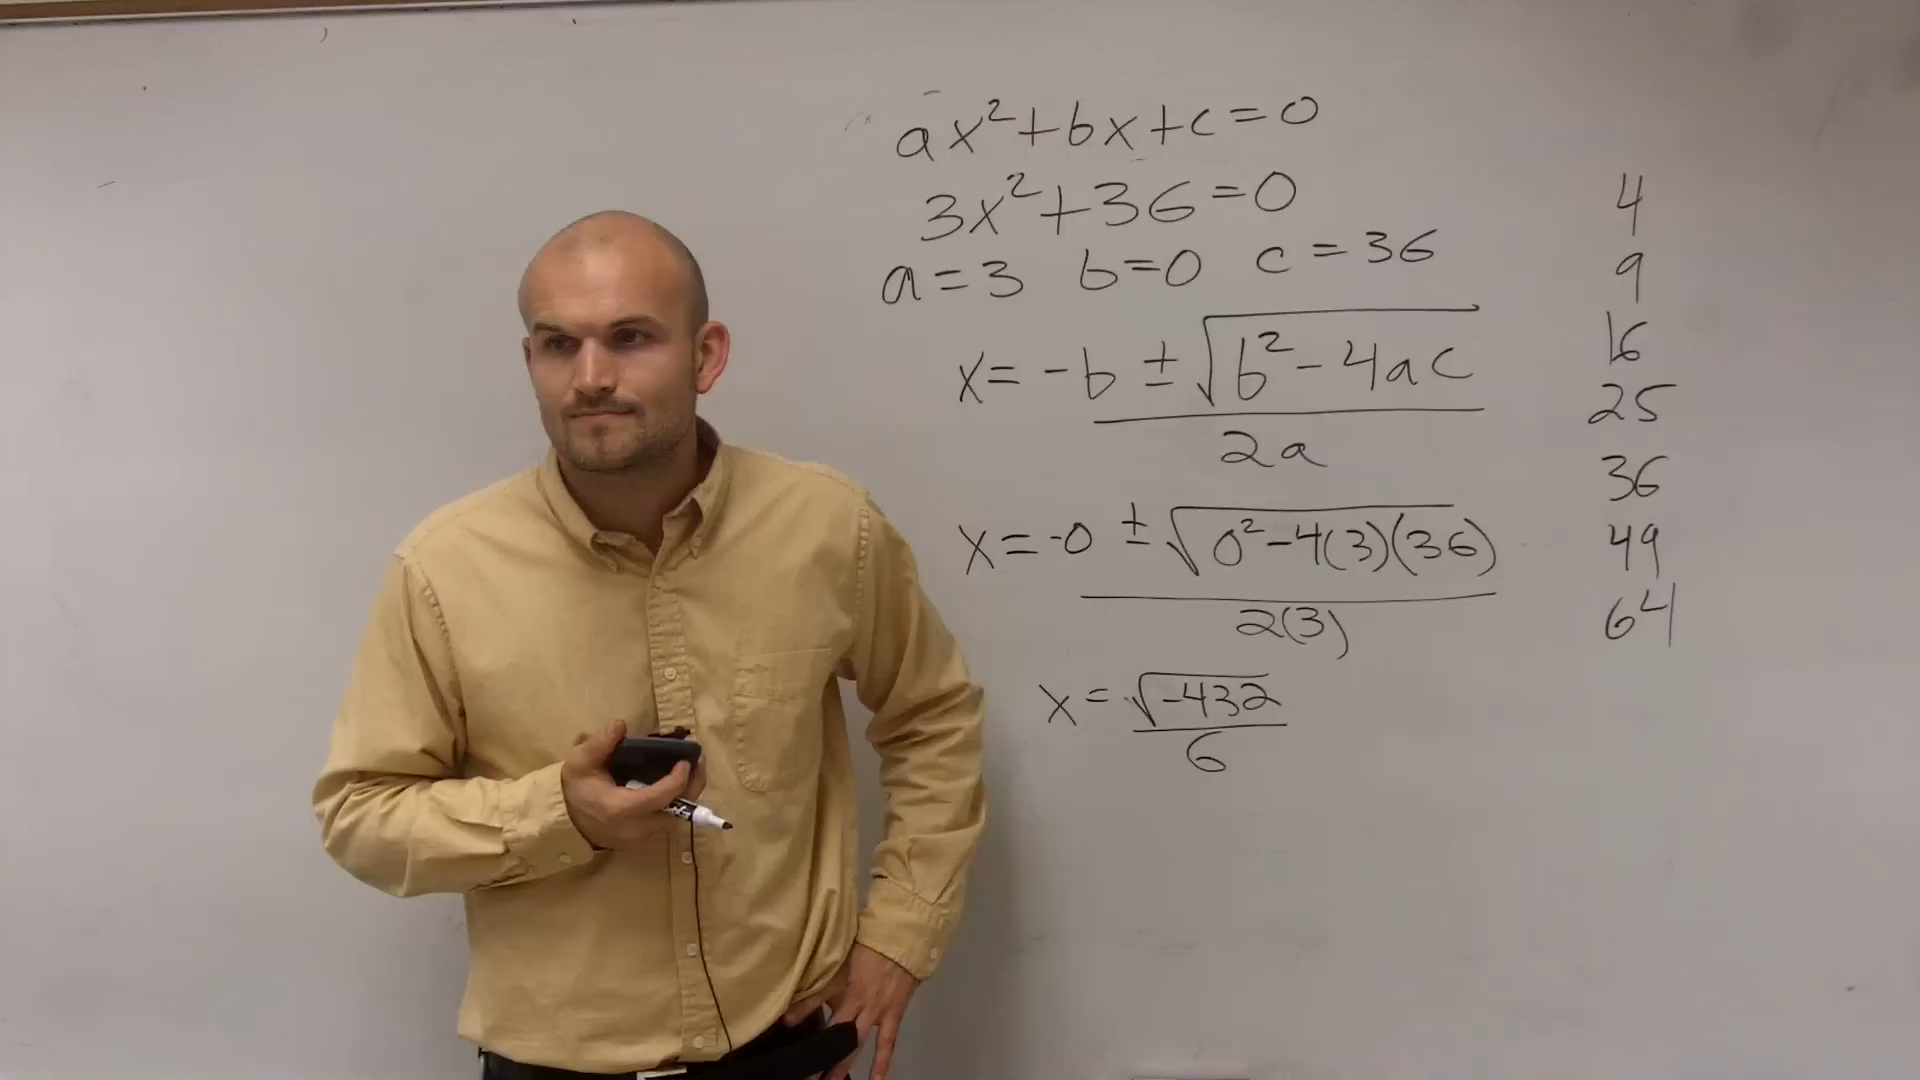 ax²+bx+c=0
3x²+36=0
a=3 b=0 c=36
x= -b ± √b²-4ac
2a
x=-0 ± √0²-4(3)(36)
2(3)
x= √-432
6
4
9
16
25
36
49
64